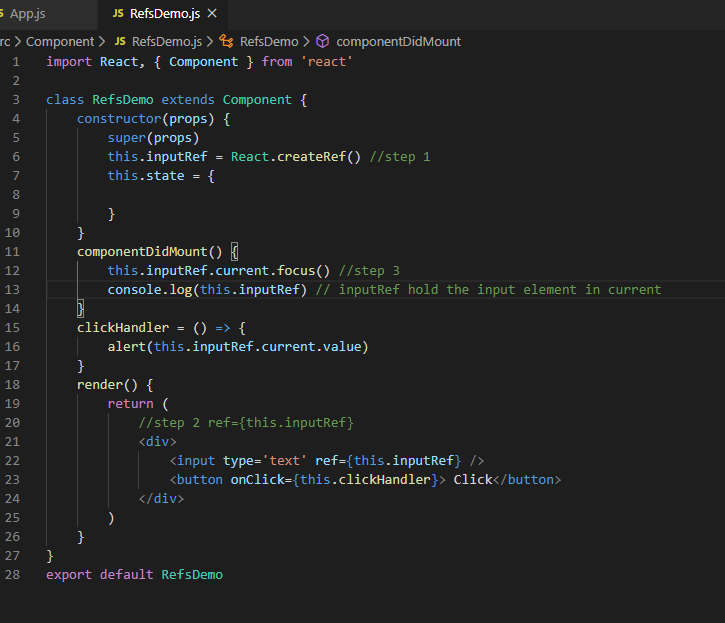 App.js JS RefsDemo.js ×
rc > Component > JS RefsDemo.js > RefsDemo > componentDidMount
1 import React, { Component } from 'react'
2
3 class RefsDemo extends Component {
4 constructor(props) {
5 super(props)
6 this.inputRef = React.createRef() //step 1
7 this.state = {
8
9 }
10 }
11 componentDidMount() {
12 this.inputRef.current.focus() //step 3
13 console.log(this.inputRef) // inputRef hold the input element in current
14 }
15 clickHandler = () => {
16 alert(this.inputRef.current.value)
17 }
18 render() {
19 return (
20 //step 2 ref={this.inputRef}
21 <div>
22 <input type='text' ref={this.inputRef} />
23 <button onClick={this.clickHandler}> Click</button>
24 </div>
25 )
26 }
27 }
28 export default RefsDemo